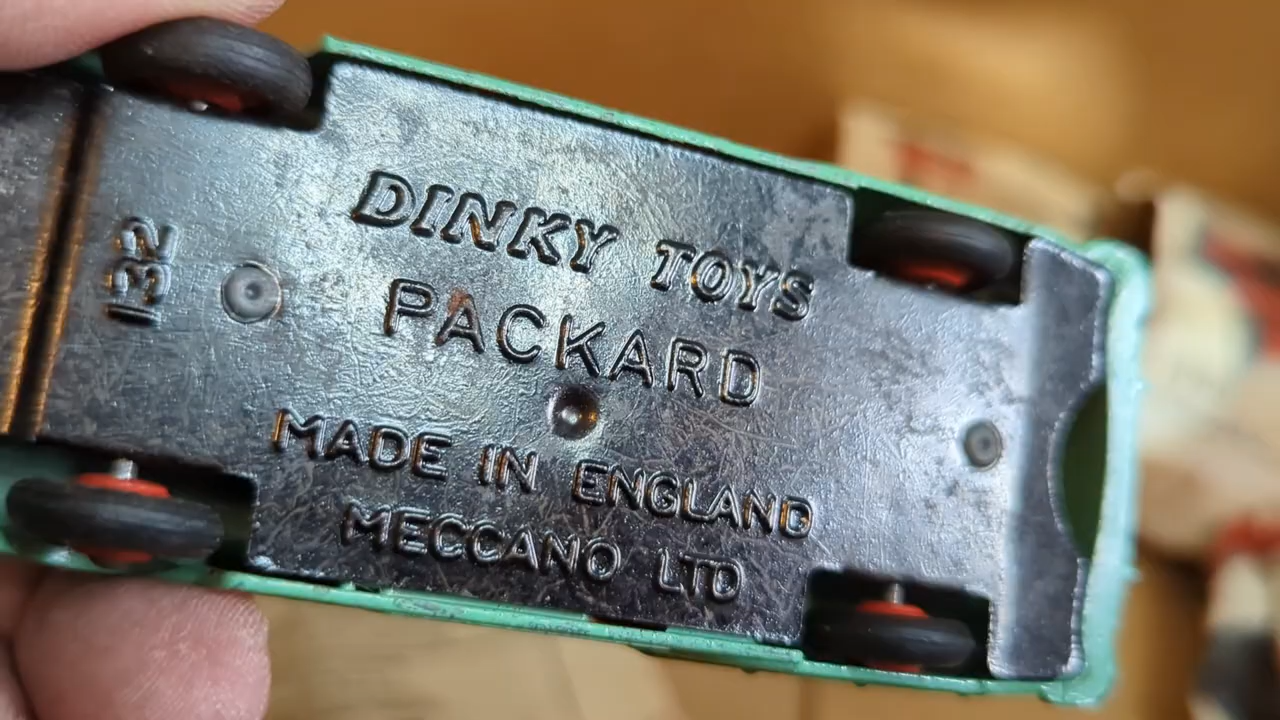 DINKY TOYS
PACKARD
132
MADE IN ENGLAND
MECCANO LTD